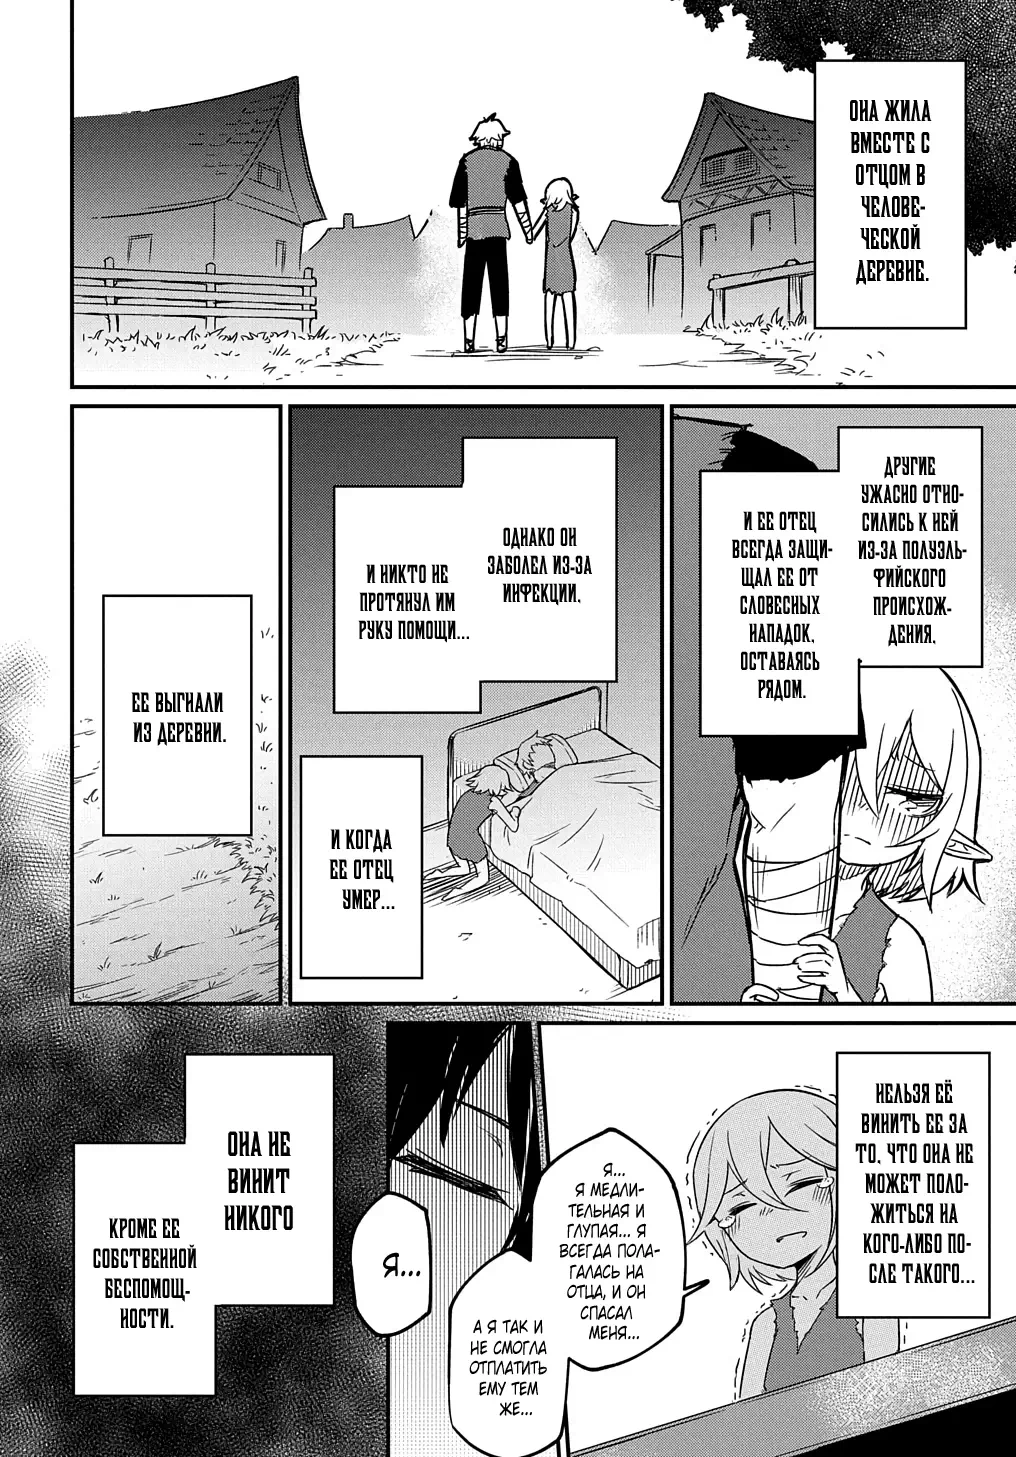 ОНА ЖИЛА
ВМЕСТЕ С
ОТЦОМ В
ЧЕЛОВЕ-
ЧЕСКОЙ
ДЕРЕВНЕ.
ДРУГИЕ
УЖАСНО ОТНО-
СИЛИСЬ К НЕЙ
ИЗ-ЗА ПОЛУЭЛЬ-
ФИЙСКОГО
ПРОИСХОЖ-
ДЕНИЯ,
И ЕЕ ОТЕЦ
ВСЕГДА ЗАЩИ-
ЩАЛ ЕЕ ОТ
СЛОВЕСНЫХ
НАПАДОК,
ОСТАВАЯСЬ
РЯДОМ.
ОДНАКО ОН
ЗАБОЛЕЛ ИЗ-ЗА
ИНФЕКЦИИ,
И НИКТО НЕ
ПРОТЯНУЛ ИМ
РУКУ ПОМОЩИ...
И КОГДА
ЕЕ ОТЕЦ
УМЕР...
ЕЕ ВЫГНАЛИ
ИЗ ДЕРЕВНИ.
НЕЛЬЗЯ ЕЁ
ВИНИТЬ ЕЕ ЗА
ТО, ЧТО ОНА НЕ
МОЖЕТ ПОЛО-
ЖИТЬСЯ НА
КОГО-ЛИБО ПО-
СЛЕ ТАКОГО...
Я...
Я МЕДЛИ-
ТЕЛЬНАЯ И
ГЛУПАЯ... Я
ВСЕГДА ПОЛА-
ГАЛАСЬ НА
ОТЦА, И ОН
СПАСАЛ
МЕНЯ...
А Я ТАК И
НЕ СМОГЛА
ОТПЛАТИТЬ
ЕМУ ТЕМ
ЖЕ...
Я...
ОНА НЕ
ВИНИТ
НИКОГО
КРОМЕ ЕЕ
СОБСТВЕННОЙ
БЕСПОМОЩ-
НОСТИ.